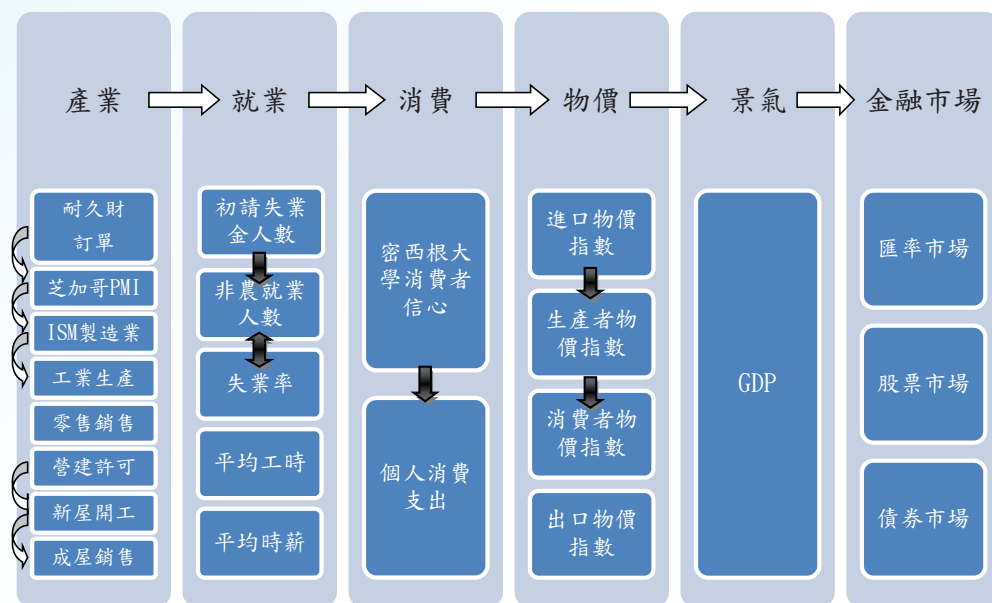 產業
就業
消費
物價
景氣
金融市場
耐久財
訂單
芝加哥PMI
ISM製造業
工業生產
零售銷售
營建許可
新屋開工
成屋銷售
初請失業
金人數
非農就業
人數
失業率
平均工時
平均時薪
密西根大
學消費者
信心
個人消費
支出
進口物價
指數
生產者物
價指數
消費者物
價指數
出口物價
指數
GDP
匯率市場
股票市場
債券市場